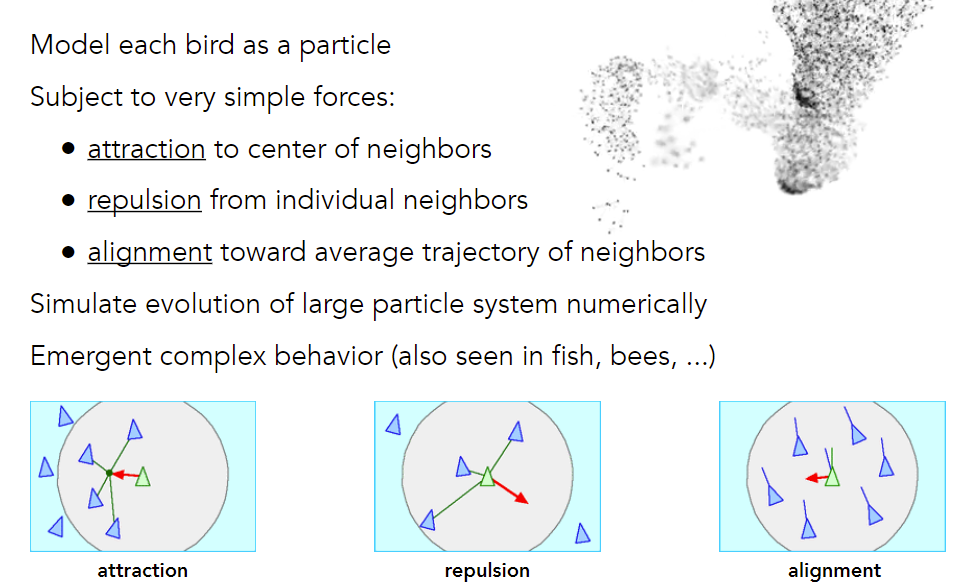 Model each bird as a particle
Subject to very simple forces:
● attraction to center of neighbors
● repulsion from individual neighbors
● alignment toward average trajectory of neighbors
Simulate evolution of large particle system numerically
Emergent complex behavior (also seen in fish, bees, ...)
attraction
repulsion
alignment